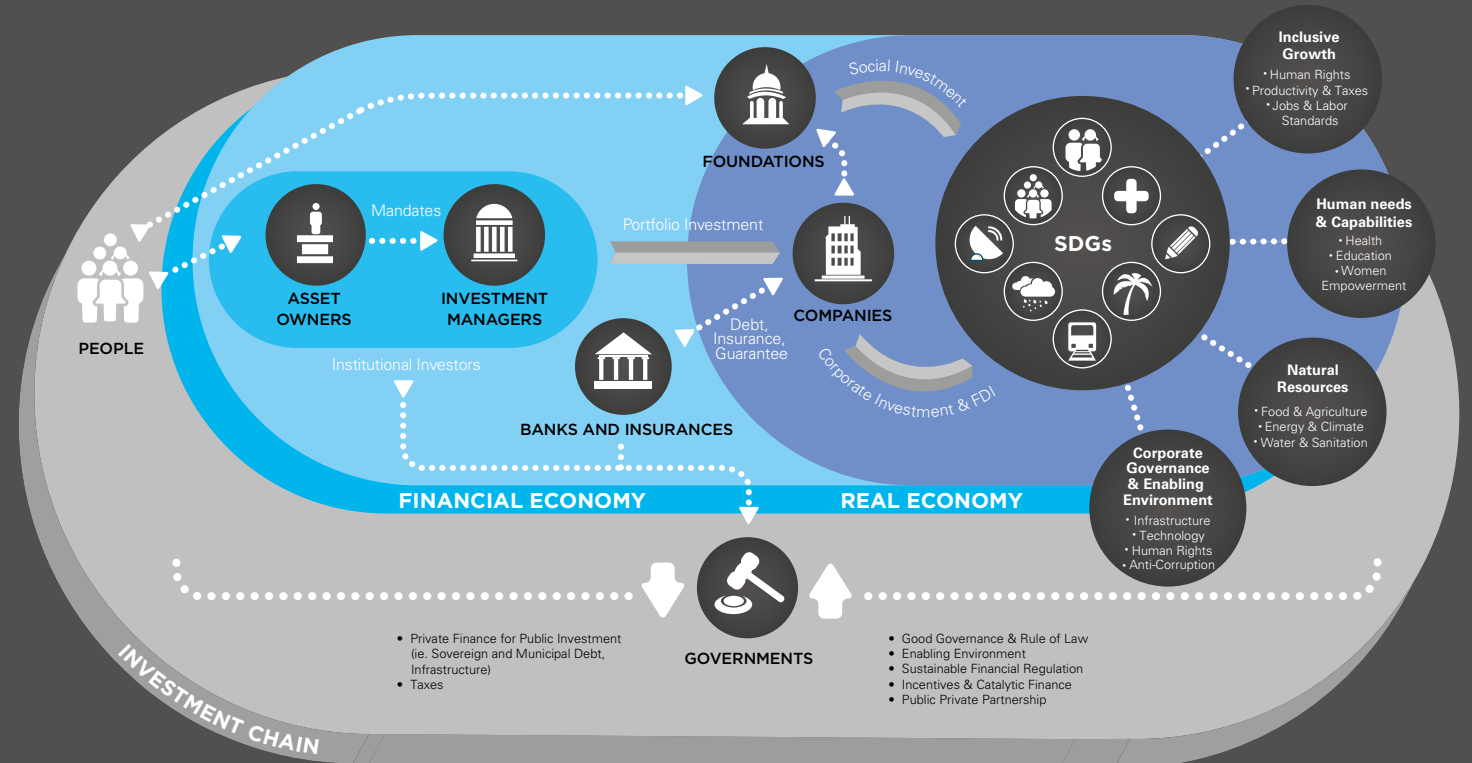 Inclusive
Growth
• Human Rights
• Productivity & Taxes
• Jobs & Labor
Standards
Social Investment
FOUNDATIONS
Mandates
ASSET
OWNERS
INVESTMENT
MANAGERS
Portfolio Investment
COMPANIES
SDGs
Human needs
& Capabilities
• Health
• Education
• Women
Empowerment
PEOPLE
Institutional Investors
Debt,
Insurance,
Guarantee
Corporate Investment & FDI
BANKS AND INSURANCES
Natural
Resources
• Food & Agriculture
• Energy & Climate
• Water & Sanitation
Corporate
Governance
& Enabling
Environment
• Infrastructure
• Technology
• Human Rights
• Anti-Corruption
FINANCIAL ECONOMY
REAL ECONOMY
• Private Finance for Public Investment
(ie. Sovereign and Municipal Debt,
Infrastructure)
• Taxes
GOVERNMENTS
• Good Governance & Rule of Law
• Enabling Environment
• Sustainable Financial Regulation
• Incentives & Catalytic Finance
• Public Private Partnership
INVESTMENT CHAIN